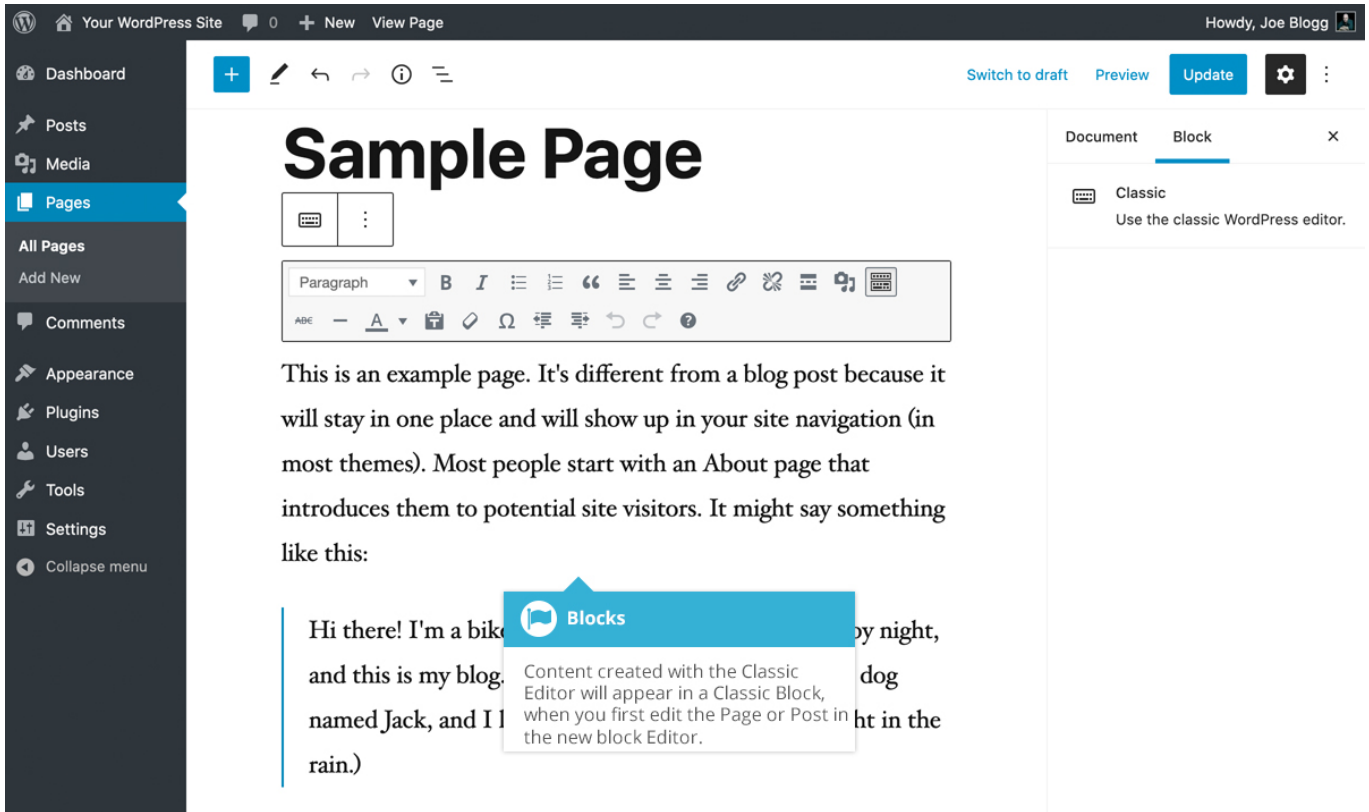 Your WordPress Site 0 New View Page Howdy, Joe Blogg
Dashboard
Posts
Media
Pages
All Pages
Add New
Comments
Appearance
Plugins
Users
Tools
Settings
Collapse menu
Switch to draft Preview Update
Sample Page
Paragraph B I
ABC A Ω
This is an example page. It's different from a blog post because it
will stay in one place and will show up in your site navigation (in
most themes). Most people start with an About page that
introduces them to potential site visitors. It might say something
like this:
Hi there! I'm a by night,
and this is my blog. dog
named Jack, and I in the
rain.)
Blocks
Content created with the Classic
Editor will appear in a Classic Block,
when you first edit the Page or Post in
the new block Editor.
Document Block
Classic
Use the classic WordPress editor.